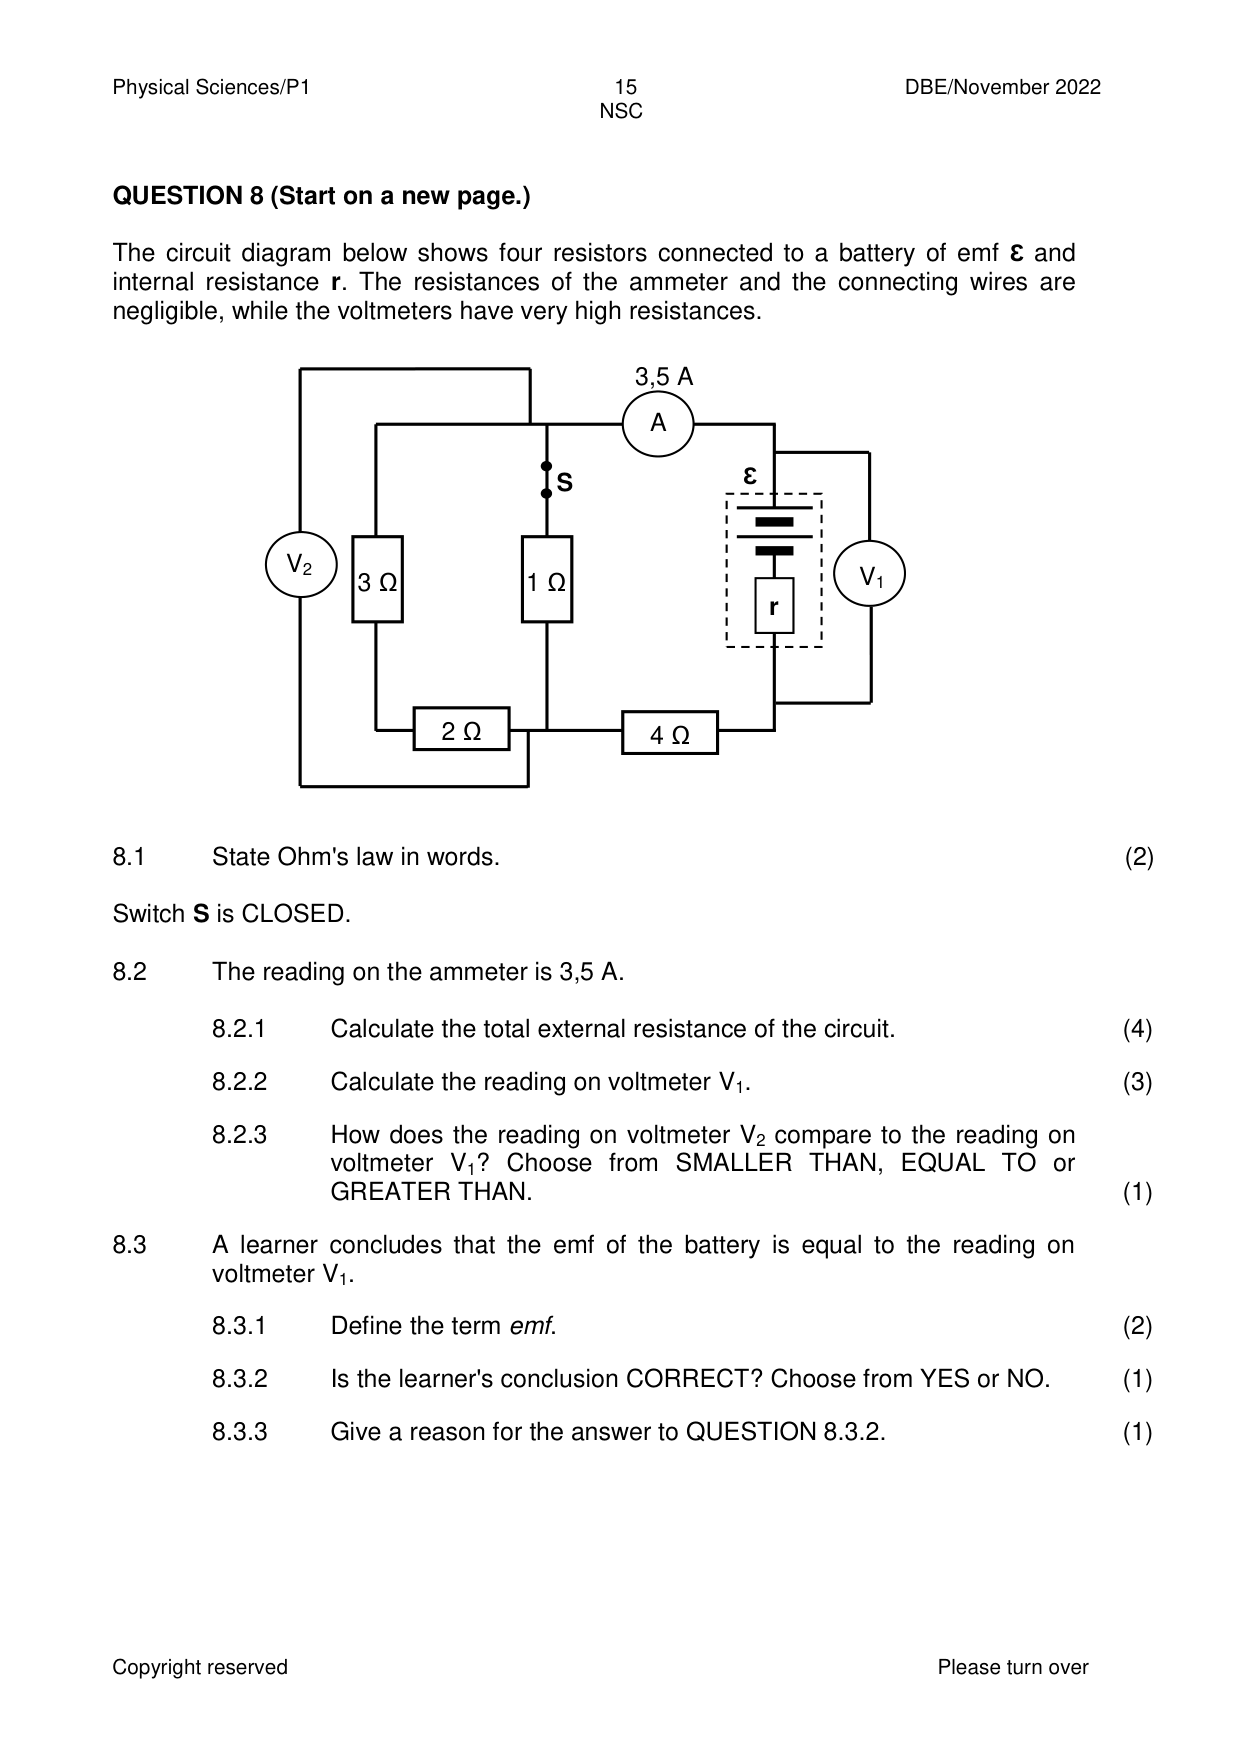 Physical Sciences/P1 15 DBE/November 2022
NSC
QUESTION 8 (Start on a new page.)
The circuit diagram below shows four resistors connected to a battery of emf Ɛ and
internal resistance r. The resistances of the ammeter and the connecting wires are
negligible, while the voltmeters have very high resistances.
3,5 A
A
Ɛ
S
V₂
3 Ω
1 Ω
V₁
r
2 Ω
4 Ω
8.1 State Ohm's law in words. (2)
Switch S is CLOSED.
8.2 The reading on the ammeter is 3,5 A.
8.2.1 Calculate the total external resistance of the circuit. (4)
8.2.2 Calculate the reading on voltmeter V₁. (3)
8.2.3 How does the reading on voltmeter V₂ compare to the reading on
voltmeter V₁? Choose from SMALLER THAN, EQUAL TO or
GREATER THAN. (1)
8.3 A learner concludes that the emf of the battery is equal to the reading on
voltmeter V₁.
8.3.1 Define the term emf. (2)
8.3.2 Is the learner's conclusion CORRECT? Choose from YES or NO. (1)
8.3.3 Give a reason for the answer to QUESTION 8.3.2. (1)
Copyright reserved Please turn over